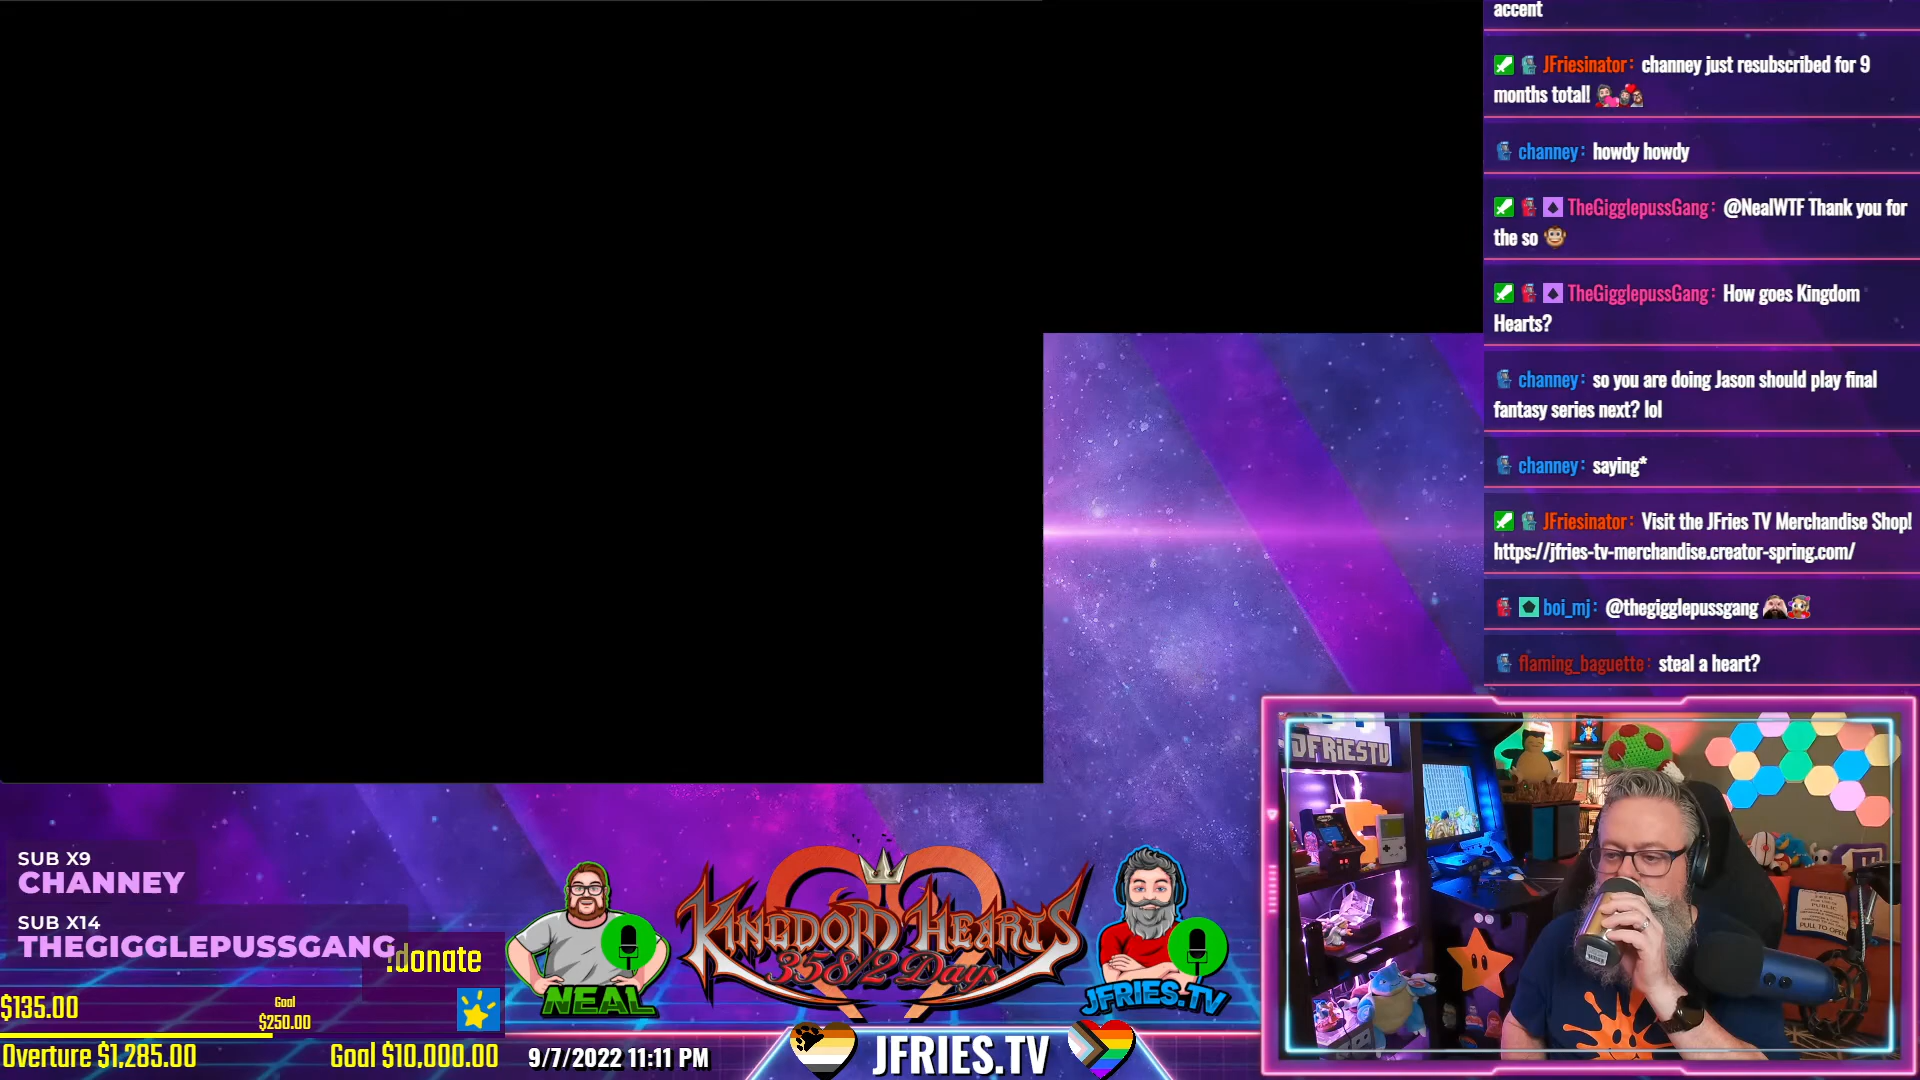 accent
JFriesinator: channey just resubscribed for 9
months total!
channey: howdy howdy
TheGigglepussGang: @NealWTF Thank you for
the so
TheGigglepussGang: How goes Kingdom
Hearts?
channey: so you are doing Jason should play final
fantasy series next? lol
channey: saying*
JFriesinator: Visit the JFries TV Merchandise Shop!
https://jfries-tv-merchandise.creator-spring.com/
boi_mj: @thegigglepussgang
flaming_baguette: steal a heart?
JFRIESTV
SUB X9
CHANNEY
SUB X14
THEGIGGLEPUSSGANG
!donate
$135.00
Goal
$250.00
Overture $1,285.00
Goal $10,000.00
NEAL
KINGDOM HEARTS
358/2 Days
JFRIES.TV
9/7/2022 11:11 PM
JFRIES.TV